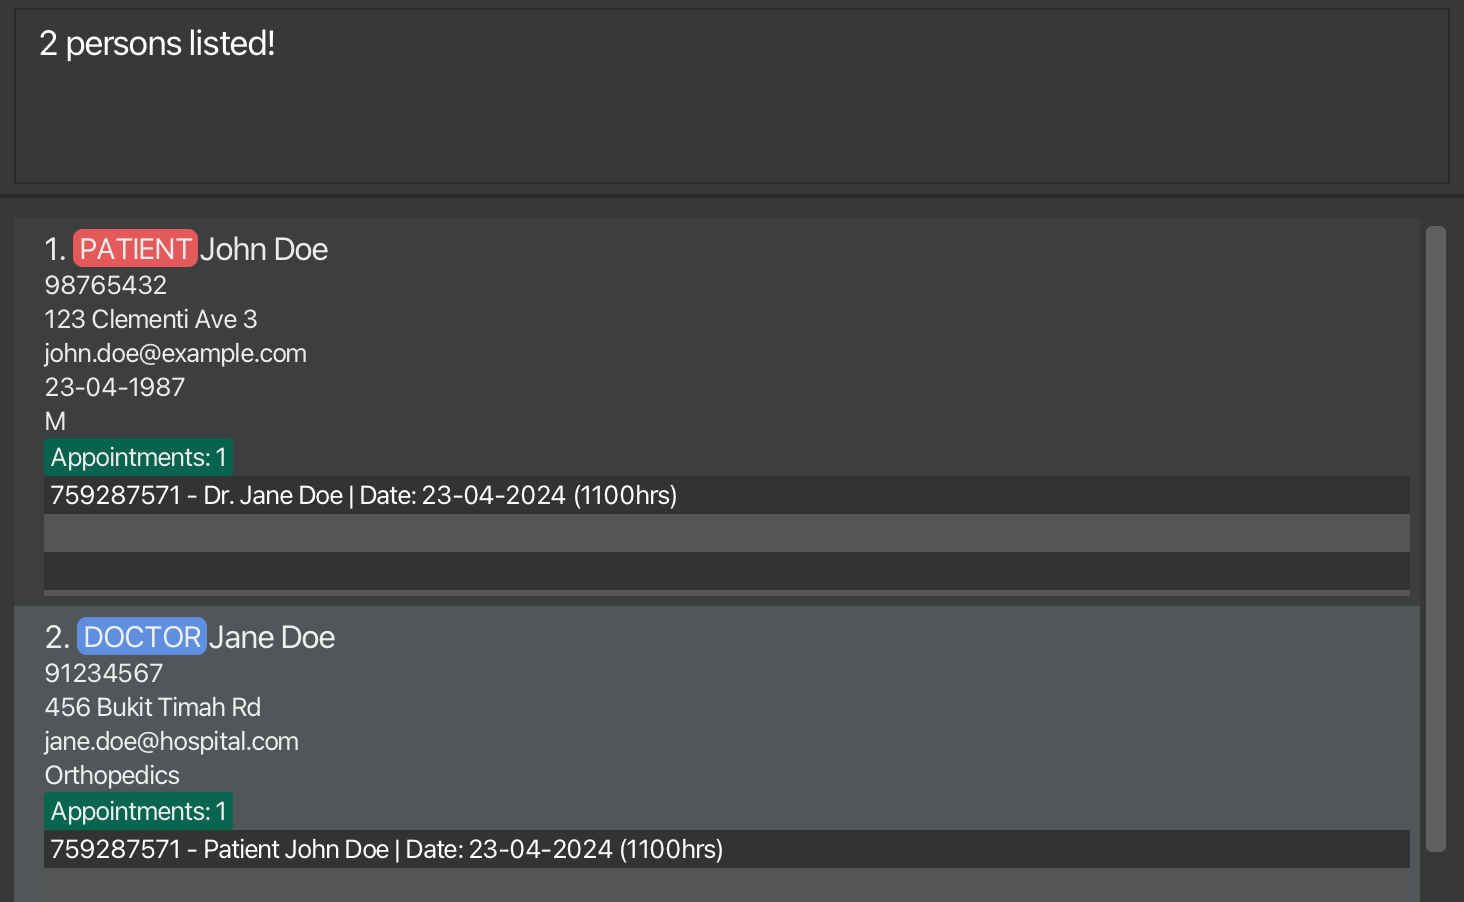 2 persons listed!
1. PATIENT John Doe
98765432
123 Clementi Ave 3
john.doe@example.com
23-04-1987
M
Appointments: 1
759287571 - Dr. Jane Doe | Date: 23-04-2024 (1100hrs)
2. DOCTOR Jane Doe
91234567
456 Bukit Timah Rd
jane.doe@hospital.com
Orthopedics
Appointments: 1
759287571 - Patient John Doe | Date: 23-04-2024 (1100hrs)